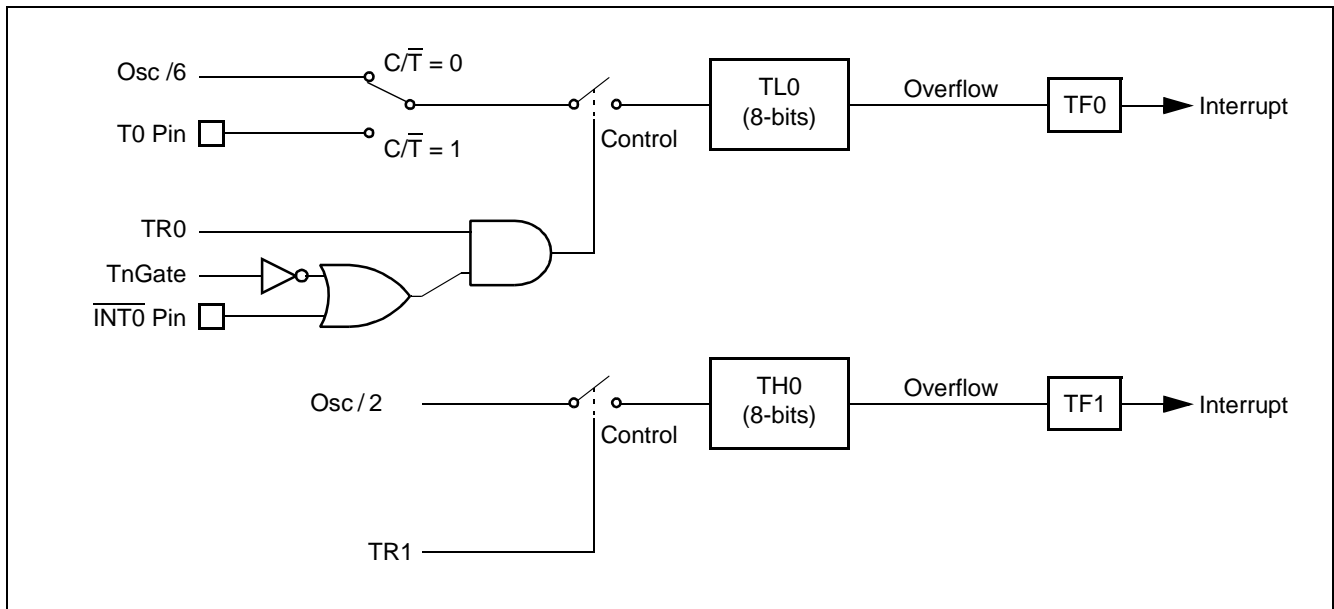 Osc /6
C/T̅ = 0
T0 Pin
C/T̅ = 1
Control
TL0
(8-bits)
Overflow
TF0
Interrupt
TR0
TnGate
I̅N̅T̅0̅ Pin
Osc / 2
Control
TH0
(8-bits)
Overflow
TF1
Interrupt
TR1